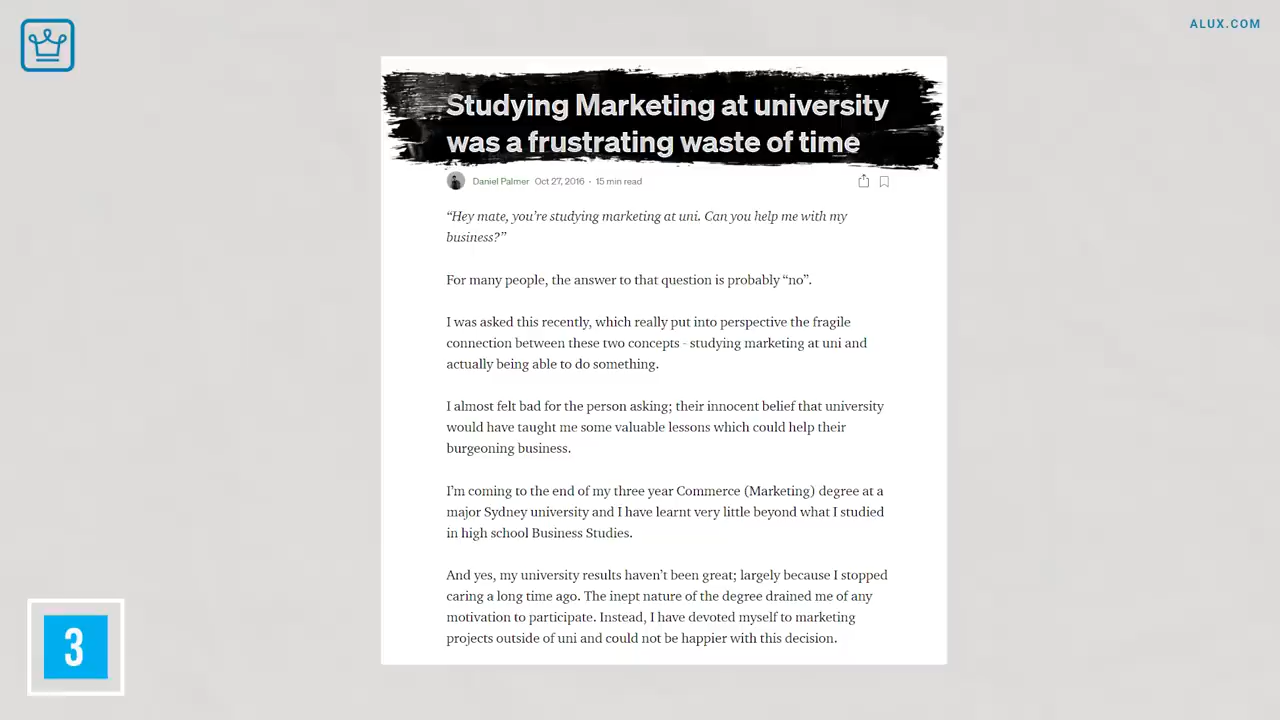 ALUX.COM
Studying Marketing at university
was a frustrating waste of time
Daniel Palmer Oct 27, 2016 · 15 min read
“Hey mate, you’re studying marketing at uni. Can you help me with my
business?”
For many people, the answer to that question is probably “no”.
I was asked this recently, which really put into perspective the fragile
connection between these two concepts - studying marketing at uni and
actually being able to do something.
I almost felt bad for the person asking; their innocent belief that university
would have taught me some valuable lessons which could help their
burgeoning business.
I’m coming to the end of my three year Commerce (Marketing) degree at a
major Sydney university and I have learnt very little beyond what I studied
in high school Business Studies.
And yes, my university results haven’t been great; largely because I stopped
caring a long time ago. The inept nature of the degree drained me of any
motivation to participate. Instead, I have devoted myself to marketing
projects outside of uni and could not be happier with this decision.
3